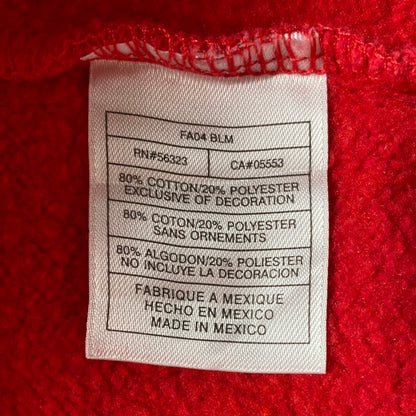 FA04 BLM
RN#56323 CA#05553
80% COTTON/20% POLYESTER
EXCLUSIVE OF DECORATION
80% COTON/20% POLYESTER
SANS ORNEMENTS
80% ALGODON/20% POLIESTER
NO INCLUYE LA DECORACION
FABRIQUE A MEXIQUE
HECHO EN MEXICO
MADE IN MEXICO